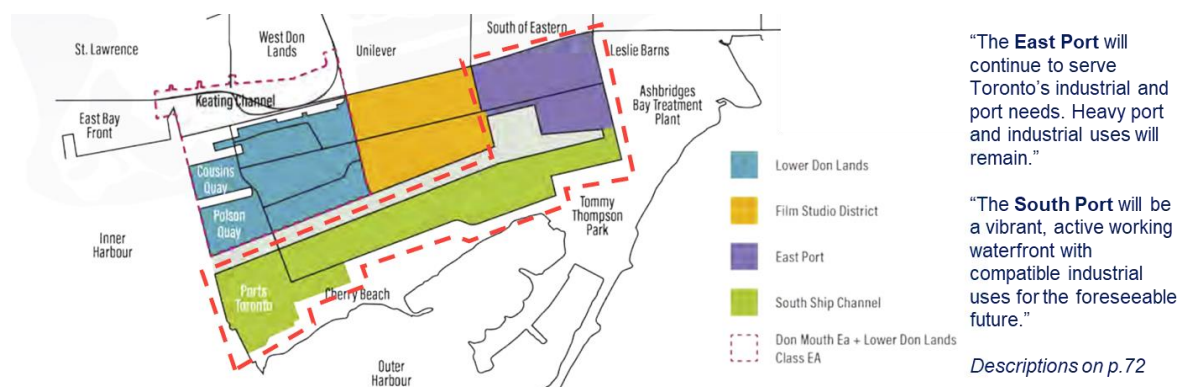 St. Lawrence
West Don
Lands
Unilever
South of Eastern
Leslie Barns
Keating Channel
East Bay
Front
Ashbridges
Bay Treatment
Plant
Cousins
Quay
Polson
Quay
Inner
Harbour
Ports
Toronto
Cherry Beach
Tommy
Thompson
Park
Outer
Harbour
Lower Don Lands
Film Studio District
East Port
South Ship Channel
Don Mouth Ea + Lower Don Lands
Class EA
“The East Port will
continue to serve
Toronto’s industrial and
port needs. Heavy port
and industrial uses will
remain.”
“The South Port will be
a vibrant, active working
waterfront with
compatible industrial
uses for the foreseeable
future.”
Descriptions on p.72